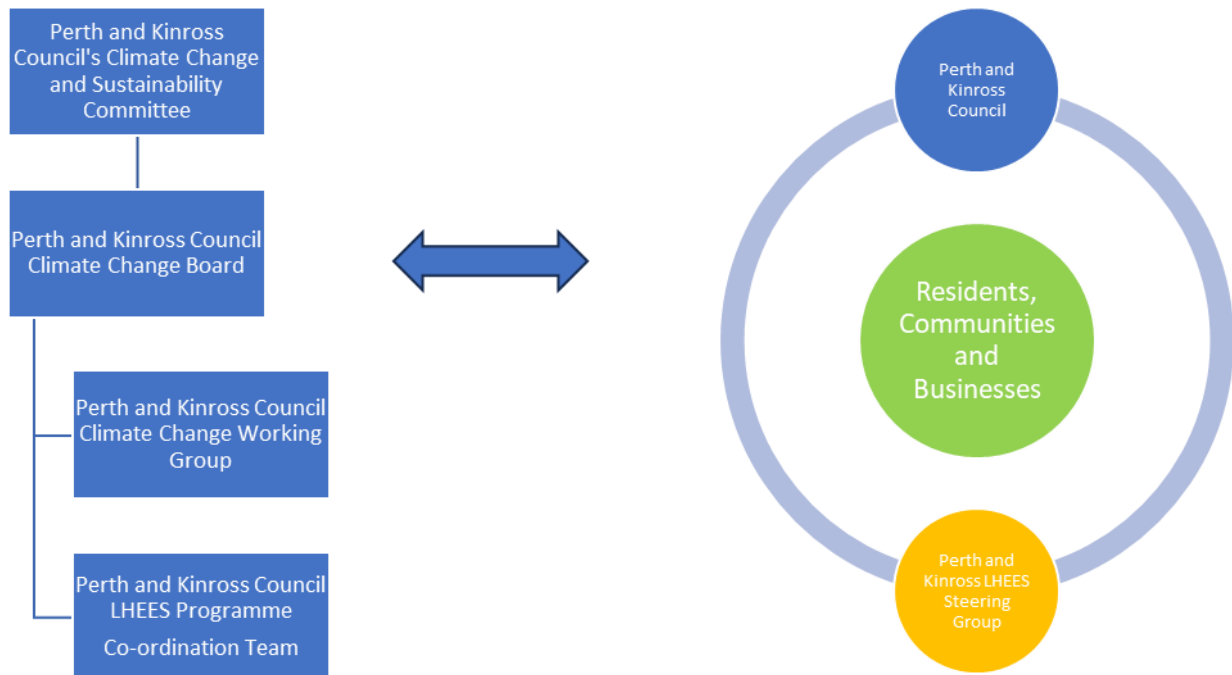 Perth and Kinross
Council's Climate Change
and Sustainability
Committee
Perth and Kinross Council
Climate Change Board
Perth and Kinross Council
Climate Change Working
Group
Perth and Kinross Council
LHEES Programme
Co-ordination Team
Perth and
Kinross
Council
Residents,
Communities
and
Businesses
Perth and
Kinross LHEES
Steering
Group